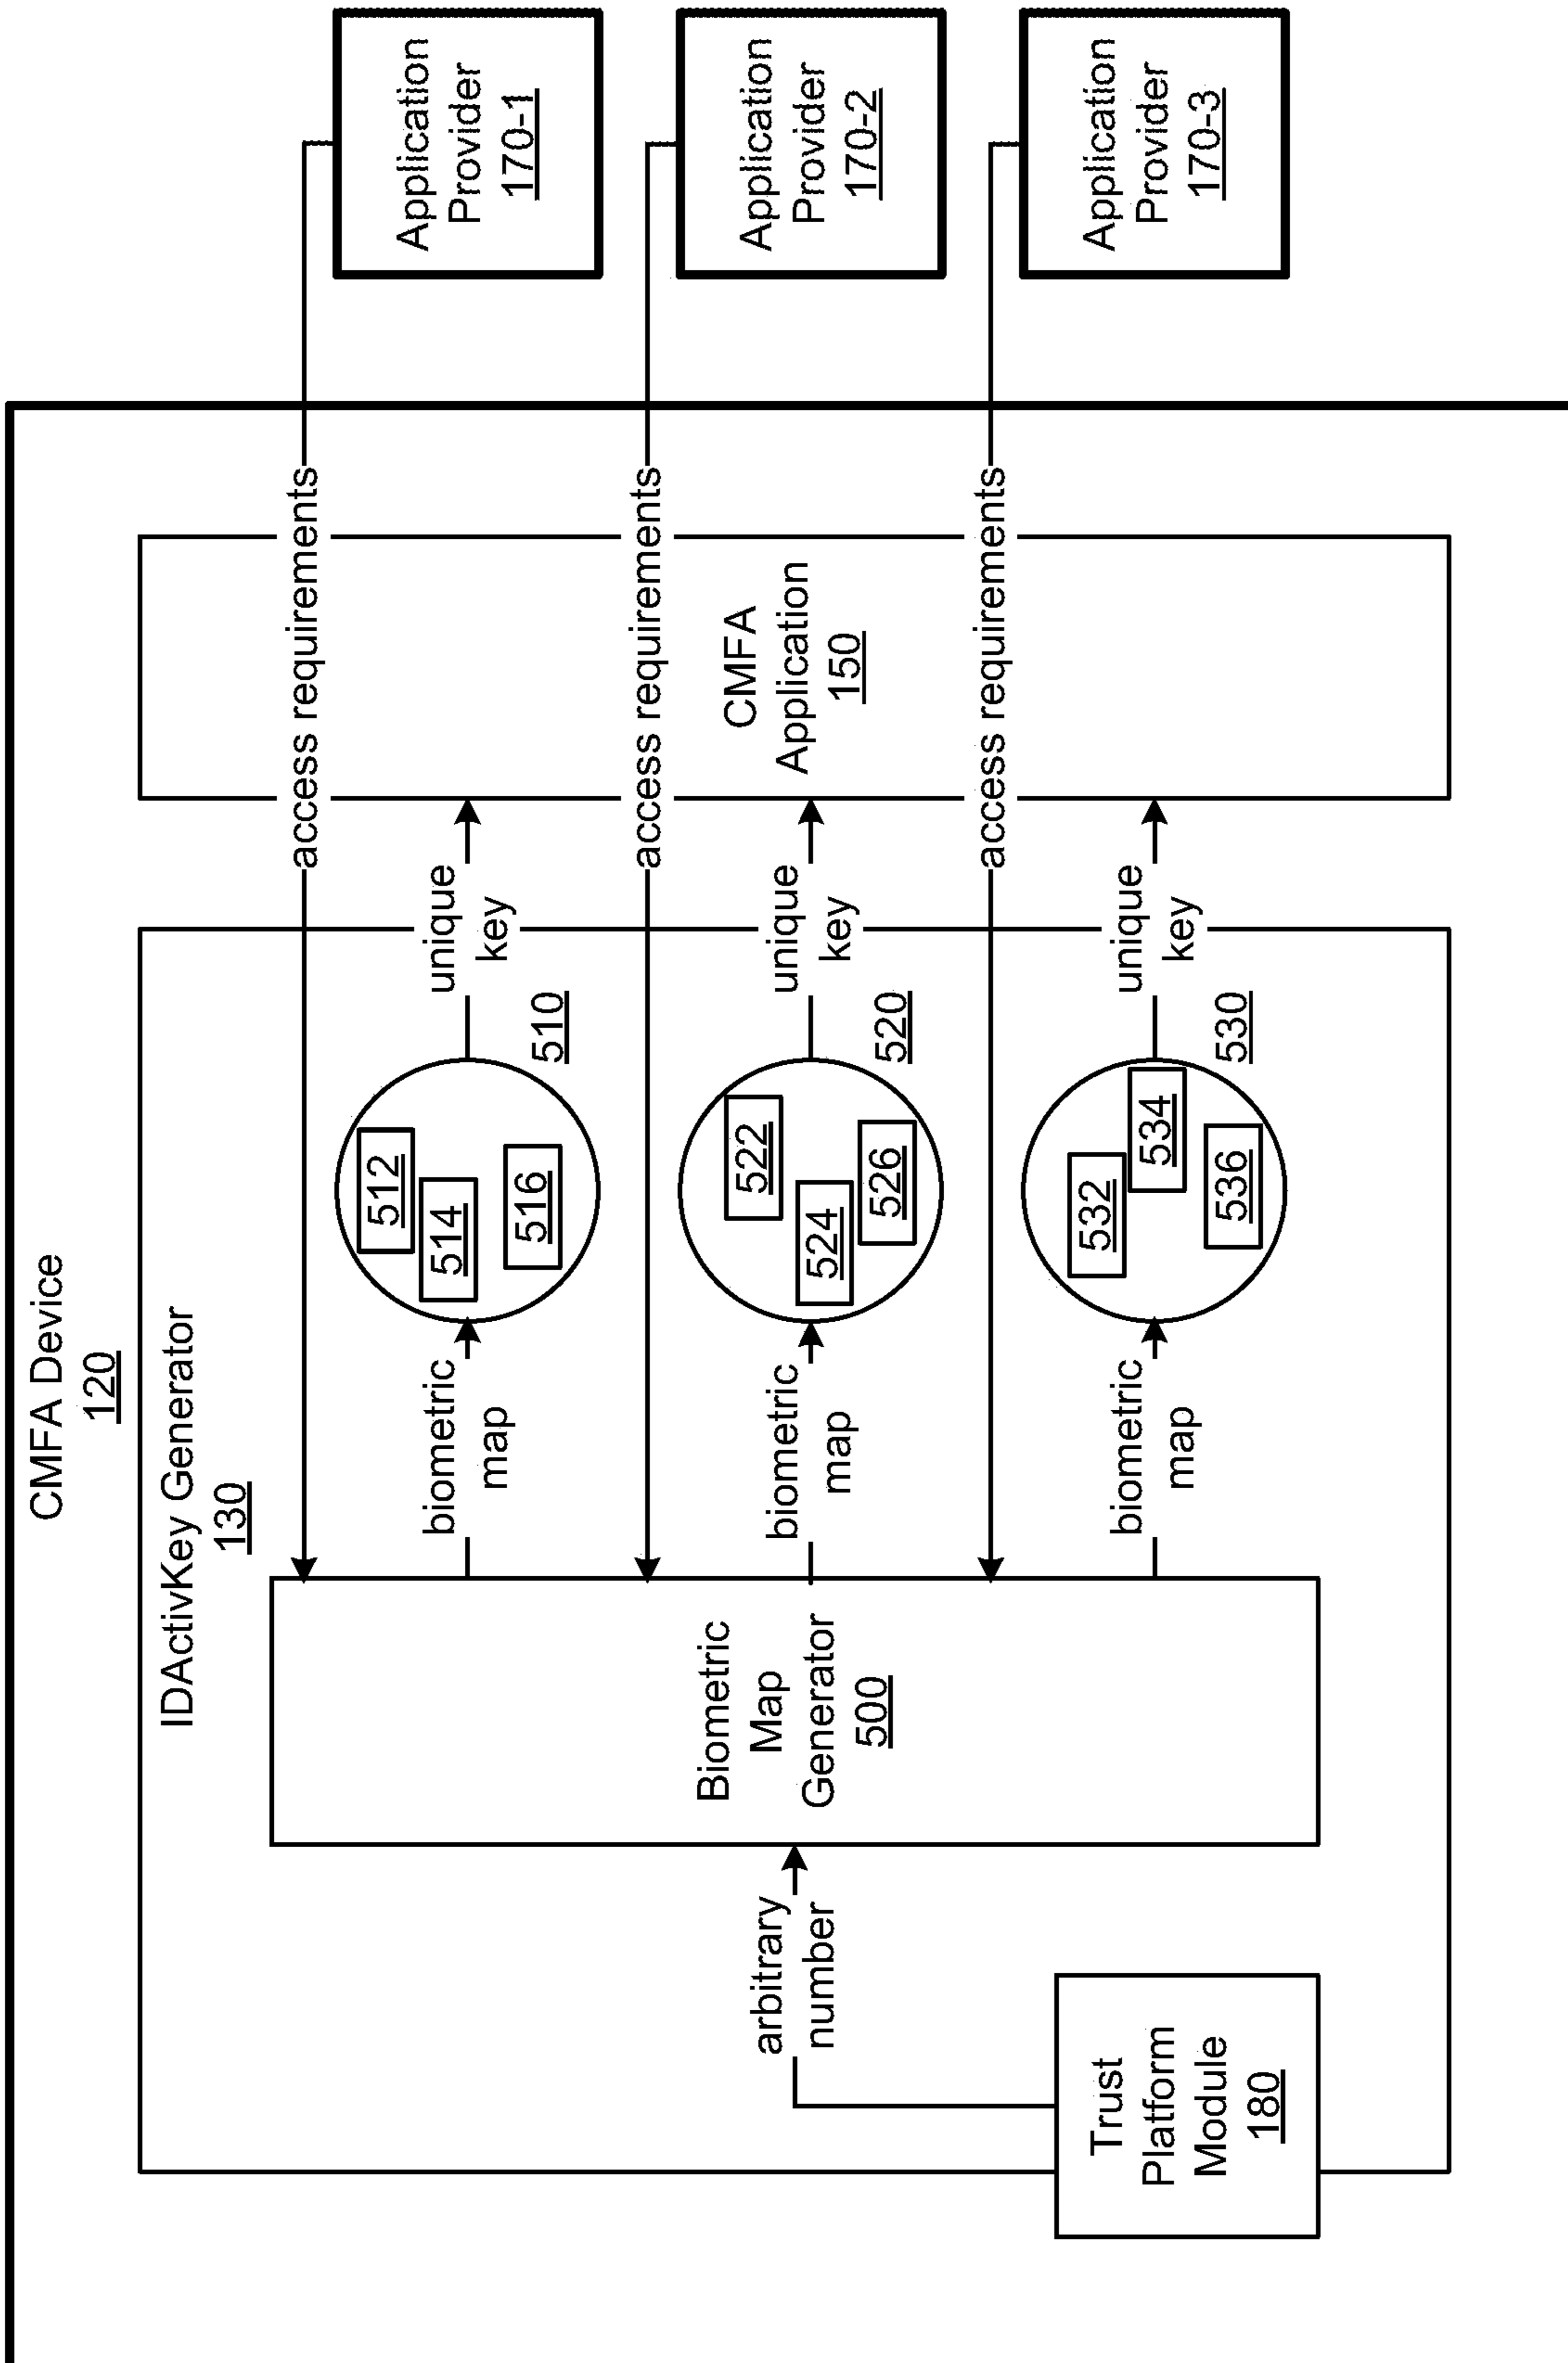 CMFA Device
120
IDActivKey Generator
130
Trust
Platform
Module
180
arbitrary
number
Biometric
Map
Generator
500
biometric
map
biometric
map
biometric
map
512
514
516
510
522
524
526
520
532
534
536
530
unique
key
unique
key
unique
key
access requirements
access requirements
access requirements
CMFA
Application
150
Application
Provider
170-1
Application
Provider
170-2
Application
Provider
170-3